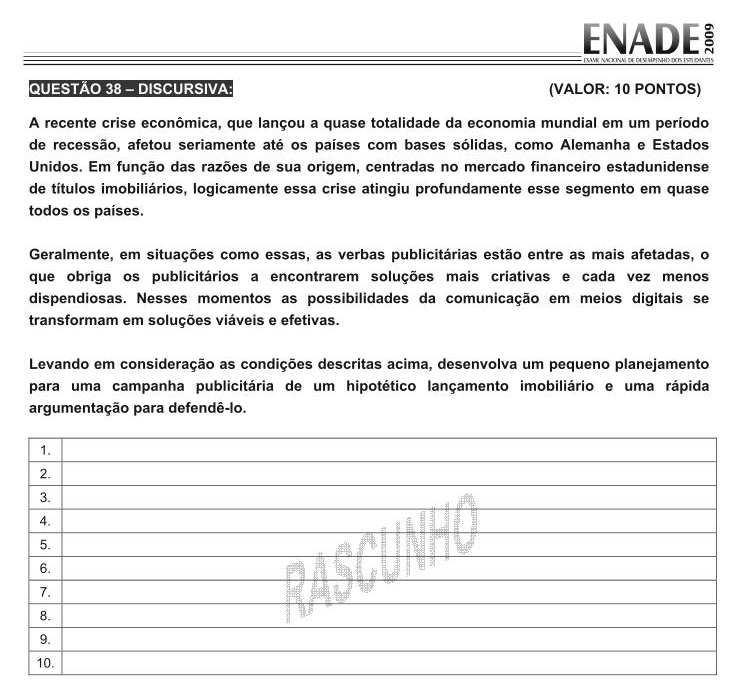 ENADE 2009
EXAME NACIONAL DE DESEMPENHO DOS ESTUDANTES
QUESTÃO 38 – DISCURSIVA:
(VALOR: 10 PONTOS)
A recente crise econômica, que lançou a quase totalidade da economia mundial em um período
de recessão, afetou seriamente até os países com bases sólidas, como Alemanha e Estados
Unidos. Em função das razões de sua origem, centradas no mercado financeiro estadunidense
de títulos imobiliários, logicamente essa crise atingiu profundamente esse segmento em quase
todos os países.
Geralmente, em situações como essas, as verbas publicitárias estão entre as mais afetadas, o
que obriga os publicitários a encontrarem soluções mais criativas e cada vez menos
dispendiosas. Nesses momentos as possibilidades da comunicação em meios digitais se
transformam em soluções viáveis e efetivas.
Levando em consideração as condições descritas acima, desenvolva um pequeno planejamento
para uma campanha publicitária de um hipotético lançamento imobiliário e uma rápida
argumentação para defendê-lo.
1.
2.
3.
4.
5.
6.
7.
8.
9.
10.
RASCUNHO